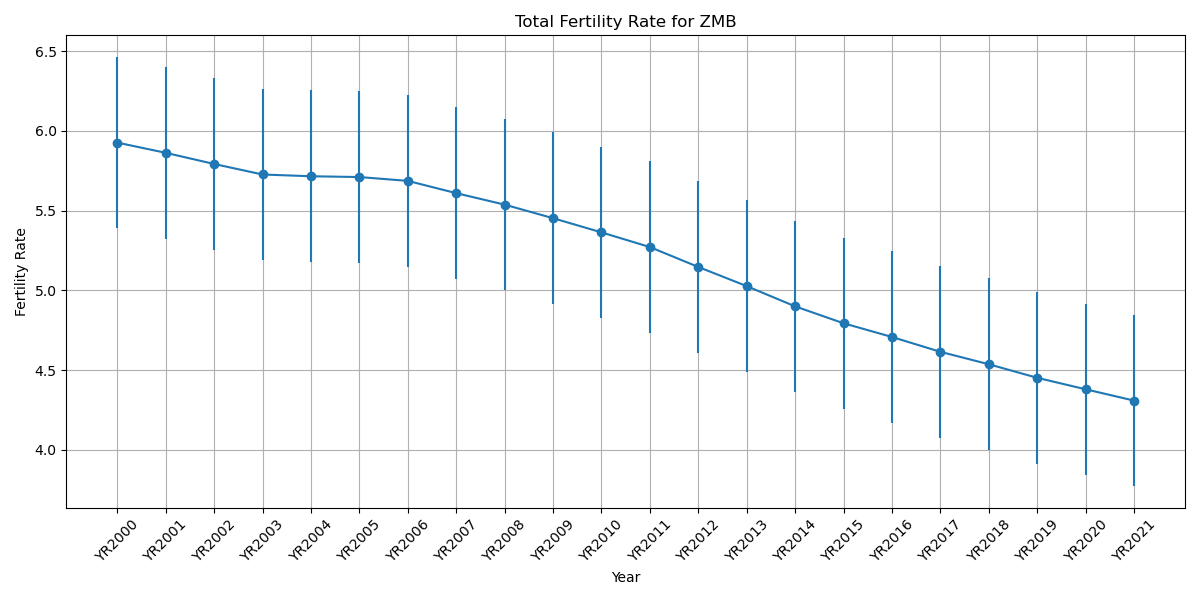 Total Fertility Rate for ZMB
Fertility Rate
6.5
6.0
5.5
5.0
4.5
4.0
YR2000
YR2001
YR2002
YR2003
YR2004
YR2005
YR2006
YR2007
YR2008
YR2009
YR2010
YR2011
YR2012
YR2013
YR2014
YR2015
YR2016
YR2017
YR2018
YR2019
YR2020
YR2021
Year